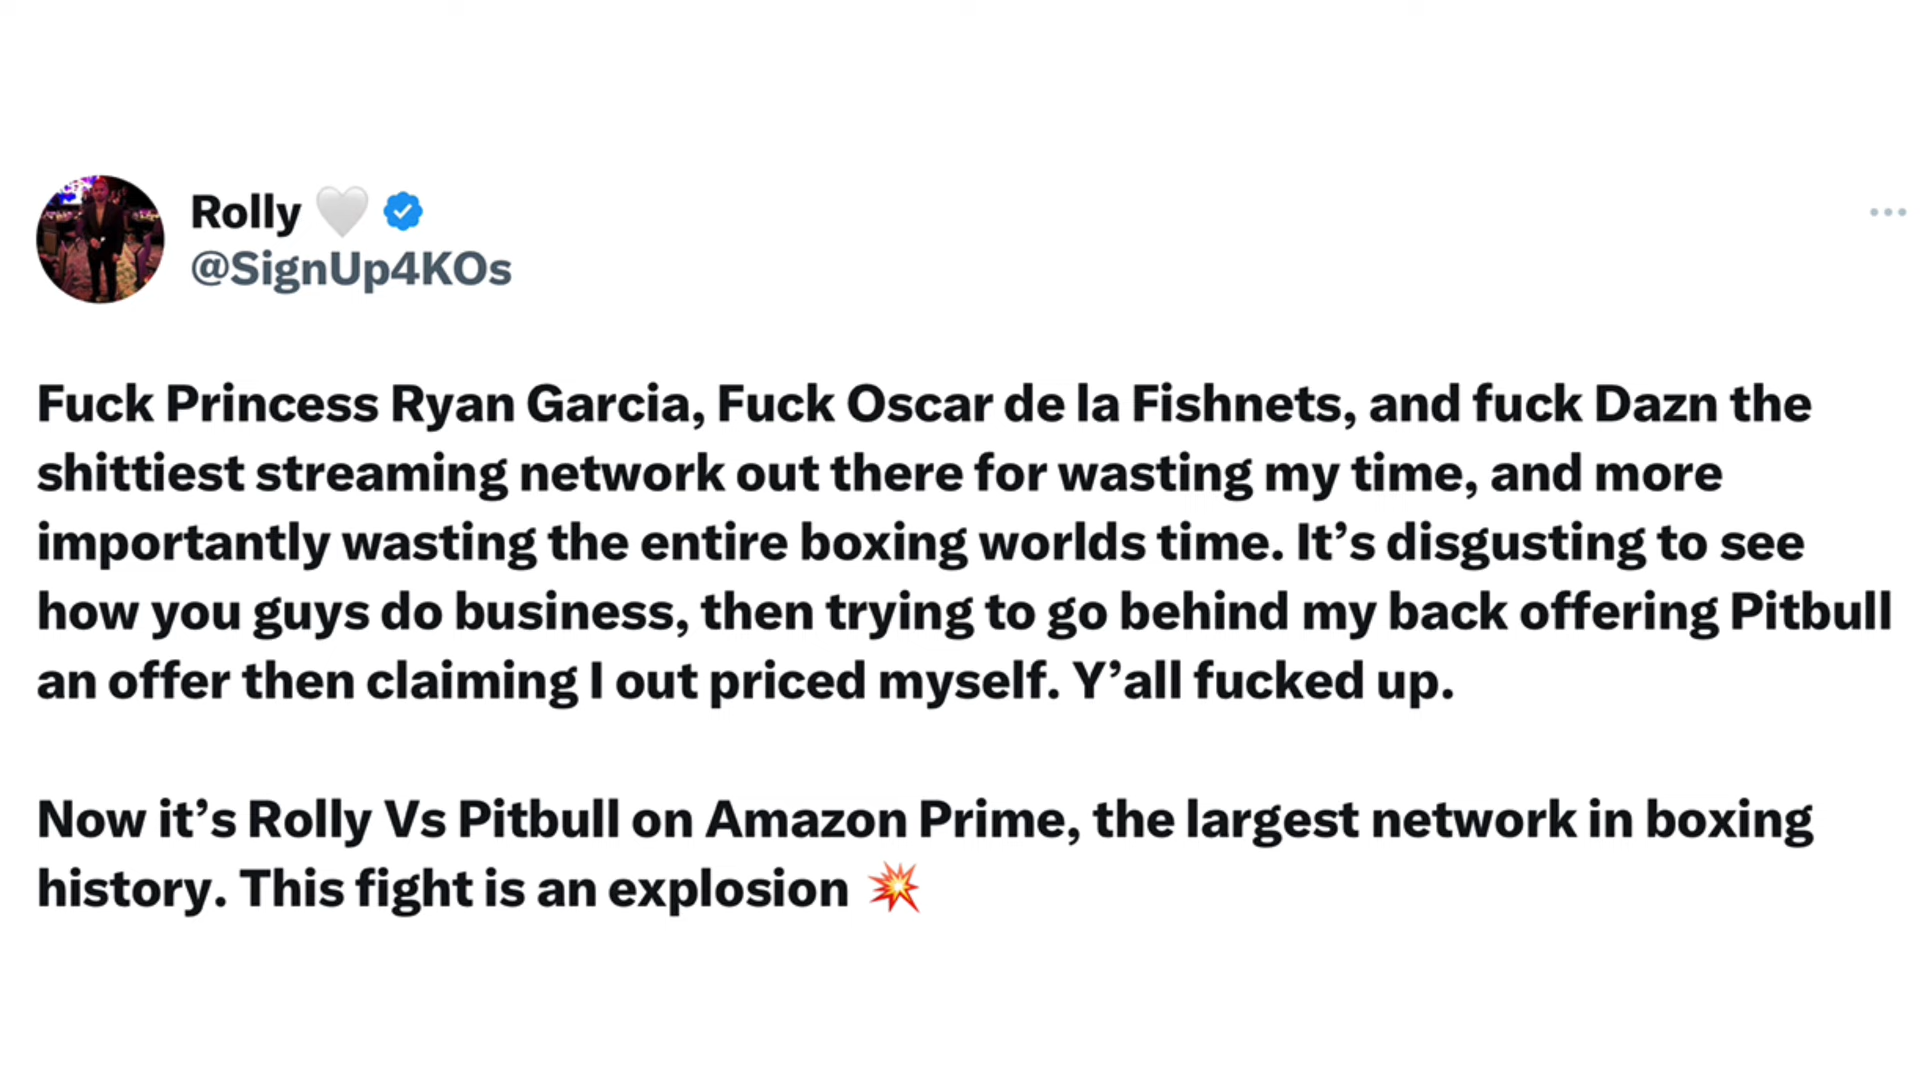 Rolly 🤍
@SignUp4KOs
Fuck Princess Ryan Garcia, Fuck Oscar de la Fishnets, and fuck Dazn the
shittiest streaming network out there for wasting my time, and more
importantly wasting the entire boxing worlds time. It’s disgusting to see
how you guys do business, then trying to go behind my back offering Pitbull
an offer then claiming I out priced myself. Y’all fucked up.
Now it’s Rolly Vs Pitbull on Amazon Prime, the largest network in boxing
history. This fight is an explosion 💥